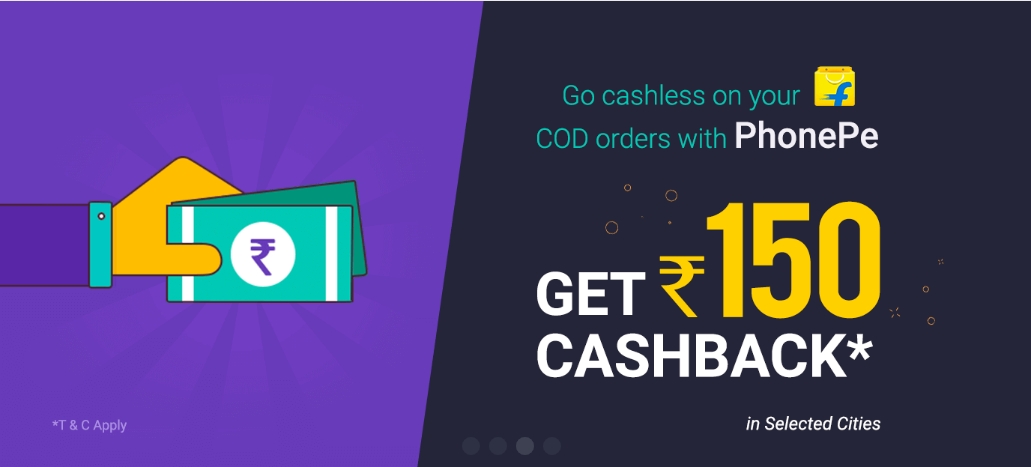 Go cashless on your f
COD orders with PhonePe
GET ₹150
CASHBACK*
in Selected Cities
*T & C Apply
₹